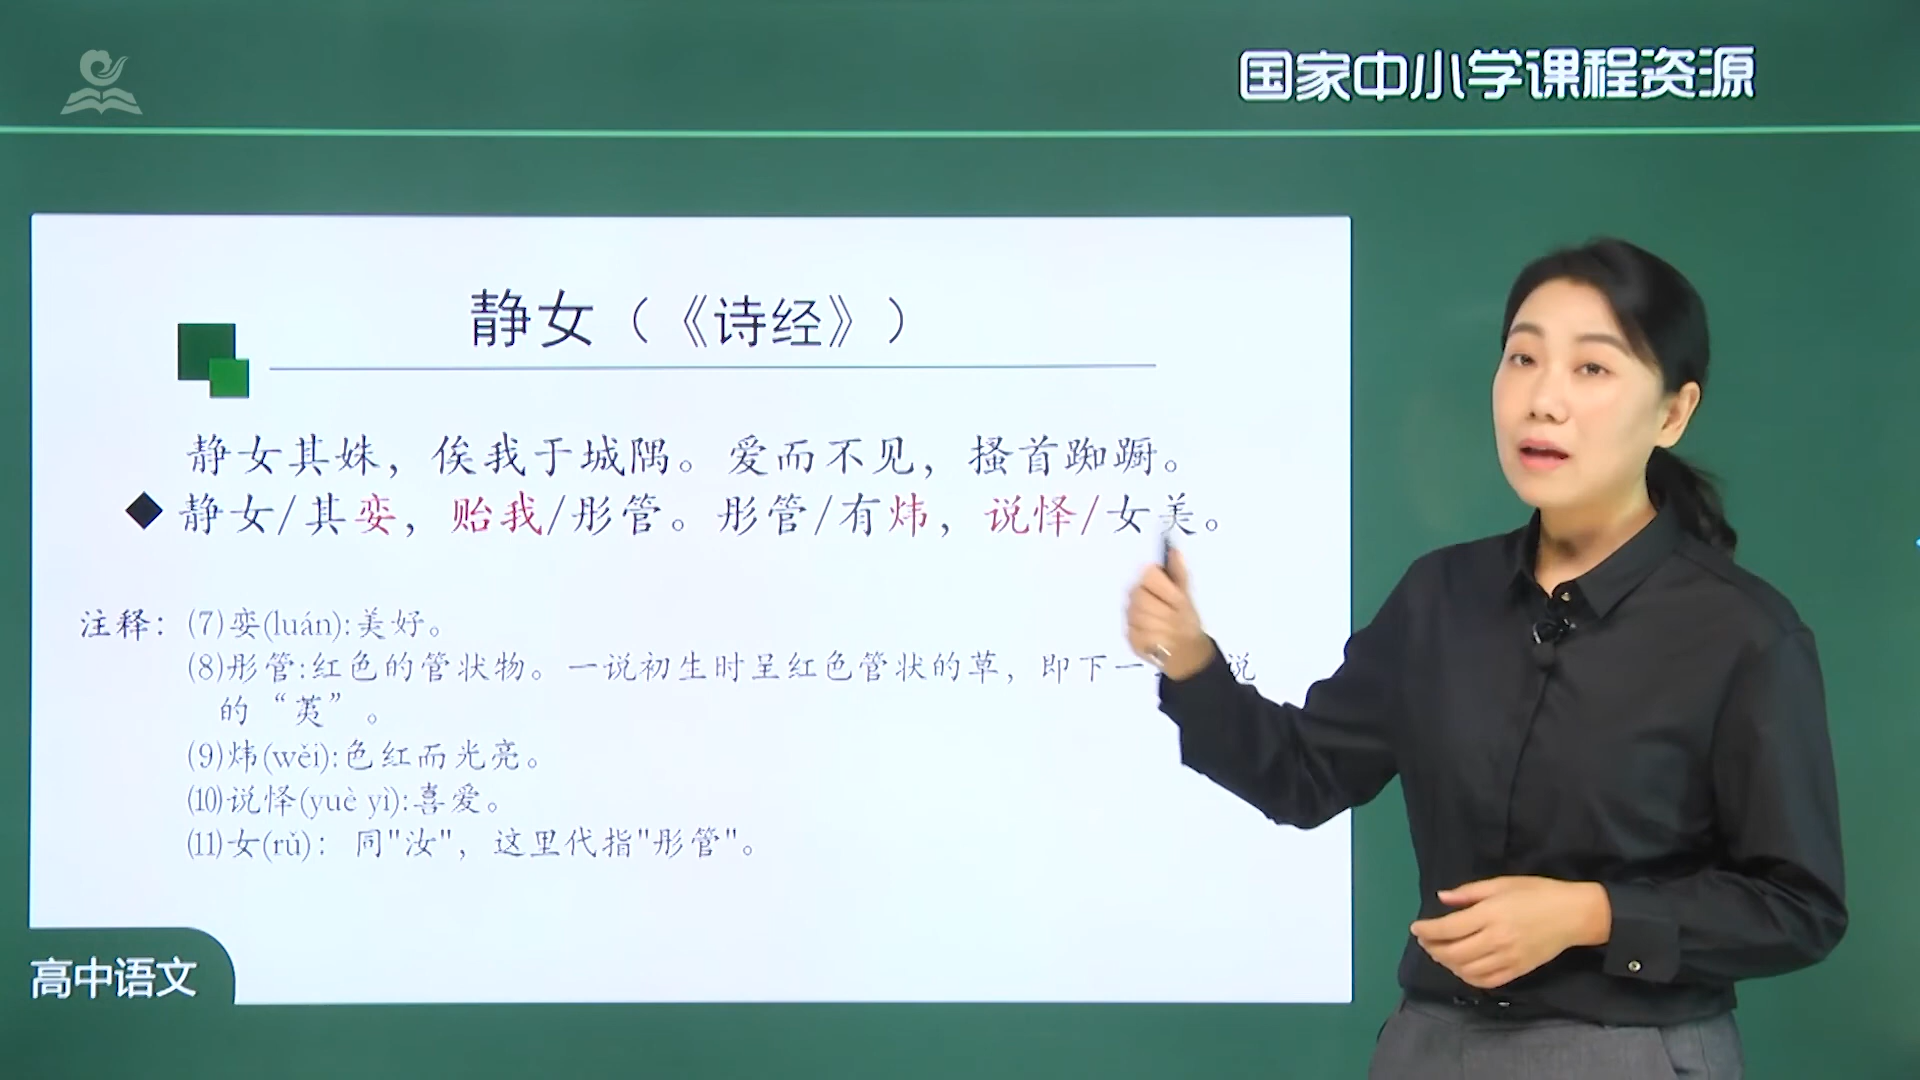 国家中小学课程资源
静女（《诗经》）
静女其姝，俟我于城隅。爱而不见，搔首踟蹰。
◆静女/其娈，贻我/彤管。彤管/有炜，说怿/女美。
注释：(7)娈(luán):美好。
(8)彤管:红色的管状物。一说初生时呈红色管状的草，即下一 说
的“荑”。
(9)炜(wěi):色红而光亮。
(10)说怿(yuè yì):喜爱。
(11)女(rǔ)：同"汝"，这里代指"彤管"。
高中语文